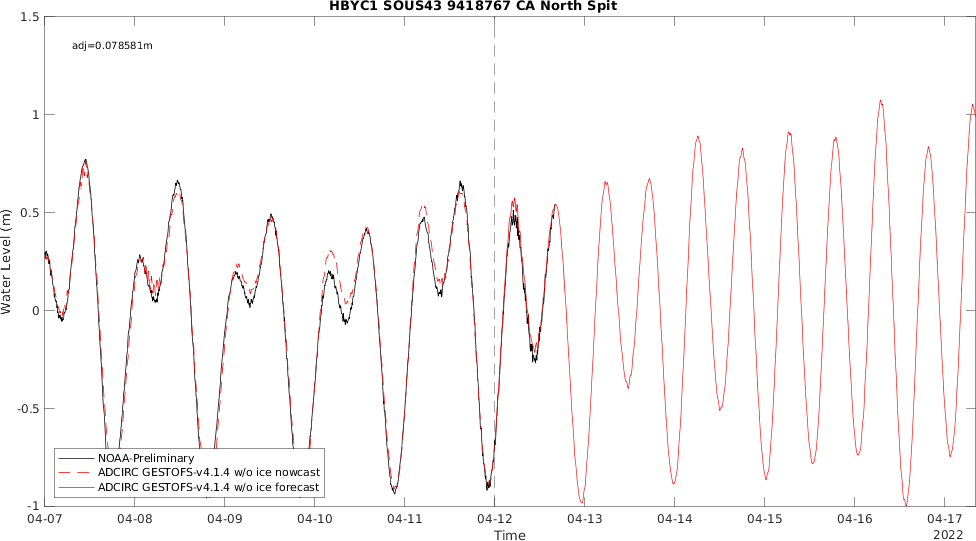 HBYC1 SOUS43 9418767 CA North Spit
adj=0.078581m
Water Level (m)
1.5
1
0.5
0
-0.5
-1
NOAA-Preliminary
ADCIRC GESTOFS-v4.1.4 w/o ice nowcast
ADCIRC GESTOFS-v4.1.4 w/o ice forecast
04-07 04-08 04-09 04-10 04-11 04-12 04-13 04-14 04-15 04-16 04-17
Time 2022